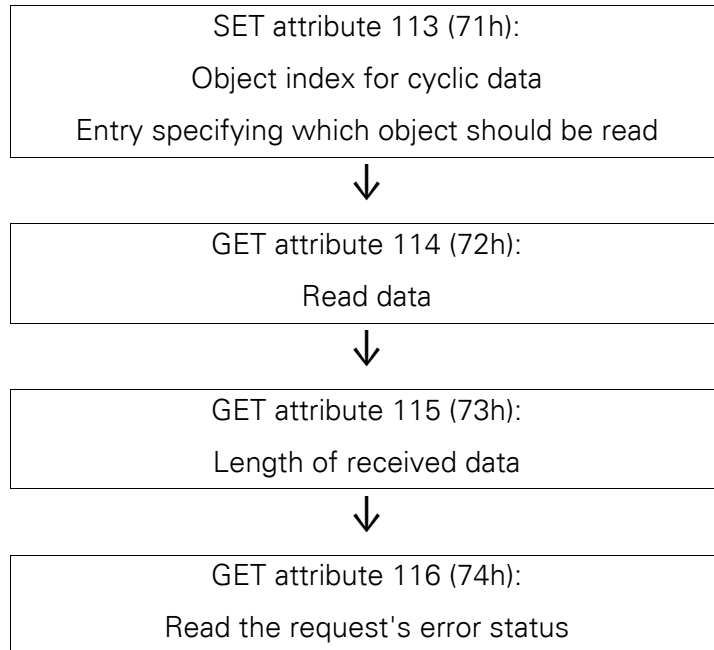 SET attribute 113 (71h):
Object index for cyclic data
Entry specifying which object should be read
GET attribute 114 (72h):
Read data
GET attribute 115 (73h):
Length of received data
GET attribute 116 (74h):
Read the request's error status